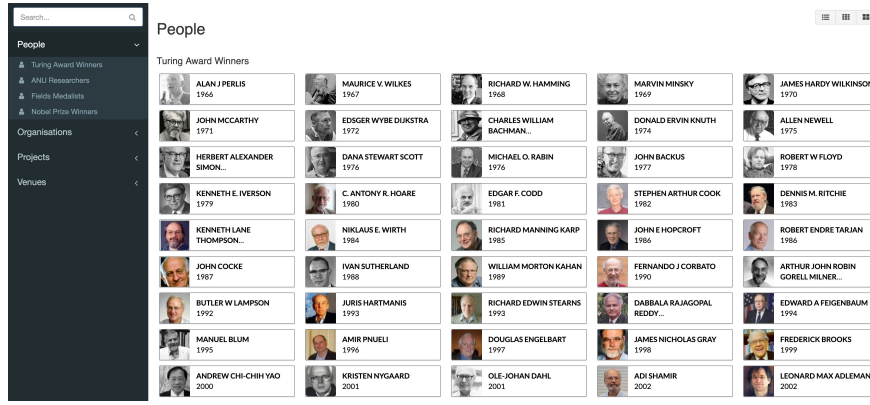 Search...
People
Turing Award Winners
ANU Researchers
Fields Medalists
Nobel Prize Winners
Organisations
Projects
Venues
People
Turing Award Winners
ALAN J PERLIS
1966
MAURICE V. WILKES
1967
RICHARD W. HAMMING
1968
MARVIN MINSKY
1969
JAMES HARDY WILKINSON
1970
JOHN MCCARTHY
1971
EDSGER WYBE DIJKSTRA
1972
CHARLES WILLIAM
BACHMAN...
DONALD ERVIN KNUTH
1974
ALLEN NEWELL
1975
HERBERT ALEXANDER
SIMON...
DANA STEWART SCOTT
1976
MICHAEL O. RABIN
1976
JOHN BACKUS
1977
ROBERT W FLOYD
1978
KENNETH E. IVERSON
1979
C. ANTONY R. HOARE
1980
EDGAR F. CODD
1981
STEPHEN ARTHUR COOK
1982
DENNIS M. RITCHIE
1983
KENNETH LANE
THOMPSON...
NIKLAUS E. WIRTH
1984
RICHARD MANNING KARP
1985
JOHN E HOPCROFT
1986
ROBERT ENDRE TARJAN
1986
JOHN COCKE
1987
IVAN SUTHERLAND
1988
WILLIAM MORTON KAHAN
1989
FERNANDO J CORBATO
1990
ARTHUR JOHN ROBIN
GORELL MILNER...
BUTLER W LAMPSON
1992
JURIS HARTMANIS
1993
RICHARD EDWIN STEARNS
1993
DABBALA RAJAGOPAL
REDDY...
EDWARD A FEIGENBAUM
1994
MANUEL BLUM
1995
AMIR PNUELI
1996
DOUGLAS ENGELBART
1997
JAMES NICHOLAS GRAY
1998
FREDERICK BROOKS
1999
ANDREW CHI-CHIH YAO
2000
KRISTEN NYGAARD
2001
OLE-JOHAN DAHL
2001
ADI SHAMIR
2002
LEONARD MAX ADLEMAN
2002